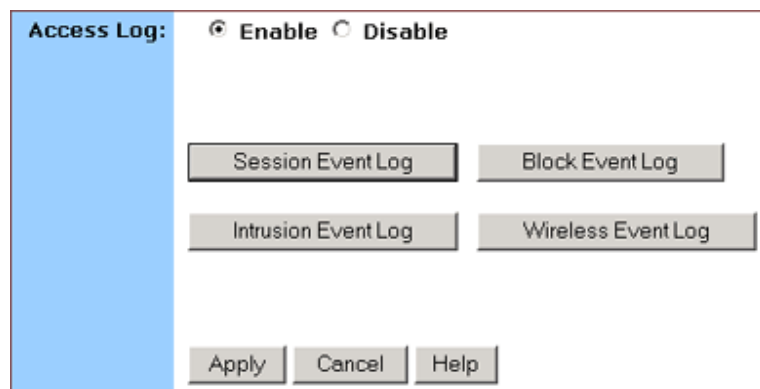 Access Log: Enable Disable
Session Event Log Block Event Log
Intrusion Event Log Wireless Event Log
Apply Cancel Help